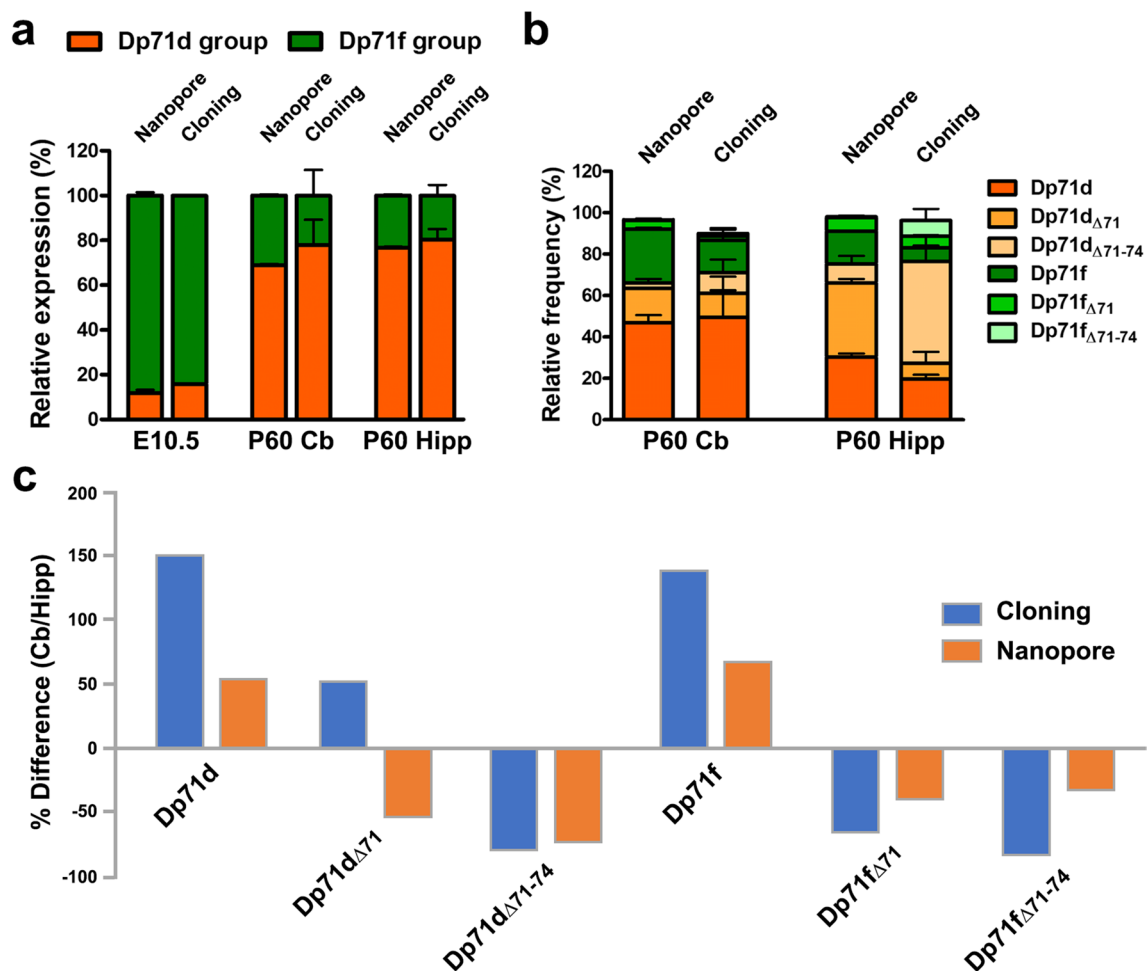 a
Dp71d group
Dp71f group
Nanopore
Cloning
Nanopore
Cloning
Nanopore
Cloning
Relative expression (%)
120
100
80
60
40
20
0
E10.5
P60 Cb
P60 Hipp
b
Nanopore
Cloning
Nanopore
Cloning
Relative frequency (%)
120
100
80
60
40
20
0
P60 Cb
P60 Hipp
Dp71d
Dp71dΔ71
Dp71dΔ71-74
Dp71f
Dp71fΔ71
Dp71fΔ71-74
c
% Difference (Cb/Hipp)
200
150
100
50
0
-50
-100
Cloning
Nanopore
Dp71d
Dp71dΔ71
Dp71dΔ71-74
Dp71f
Dp71fΔ71
Dp71fΔ71-74